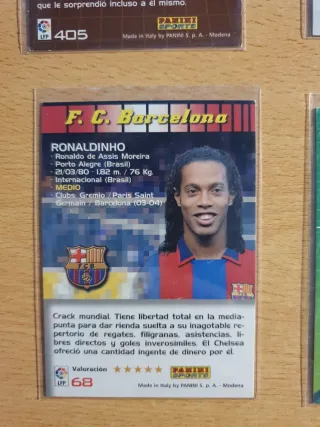 que le sorprendió incluso a él mismo.
LFP 405
PANINI
SPORTS
Made in Italy by PANINI S. p. A. - Modena
F. C. Barcelona
RONALDINHO
· Ronaldo de Assis Moreira
· Porto Alegre (Brasil)
· 21/03/80 · 1.82 m. / 76 Kg.
· Internacional (Brasil)
· MEDIO
· Clubs: Gremio / Paris Saint
Germain / Barcelona (03-04)
F C B
Crack mundial. Tiene libertad total en la media-
punta para dar rienda suelta a su inagotable re-
pertorio de regates, filigranas, asistencias, li-
bres directos y goles inverosímiles. El Chelsea
ofreció una cantidad ingente de dinero por él.
Valoración ★★★★★
PANINI
SPORTS
LFP 68
Made in Italy by PANINI S. p. A. - Modena